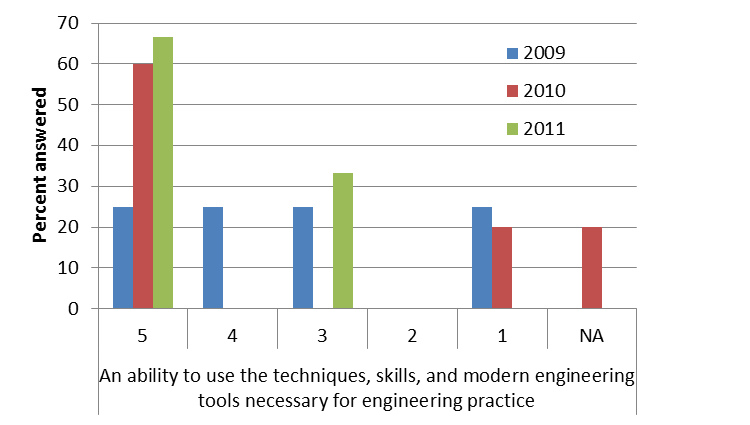 70
60
50
40
30
20
10
0
Percent answered
2009
2010
2011
5 4 3 2 1 NA
An ability to use the techniques, skills, and modern engineering
tools necessary for engineering practice